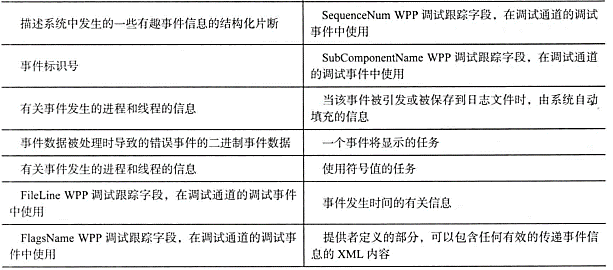 描述系统中发生的一些有趣事件信息的结构化片断
SequenceNum WPP 调试跟踪字段，在调试通道的调试
事件中使用
事件标识号
SubComponentName WPP 调试跟踪字段，在调试通道
的调试事件中使用
有关事件发生的进程和线程的信息
当该事件被引发或被保存到日志文件时，由系统自动
填充的信息
事件数据被处理时导致的错误事件的二进制事件数据
一个事件将显示的任务
有关事件发生的进程和线程的信息
使用符号值的任务
FileLine WPP 调试跟踪字段，在调试通道的调试事件
中使用
事件发生时间的有关信息
FlagsName WPP 调试跟踪字段，在调试通道的调试事
件中使用
提供者定义的部分，可以包含任何有效的传递事件信
息的 XML 内容